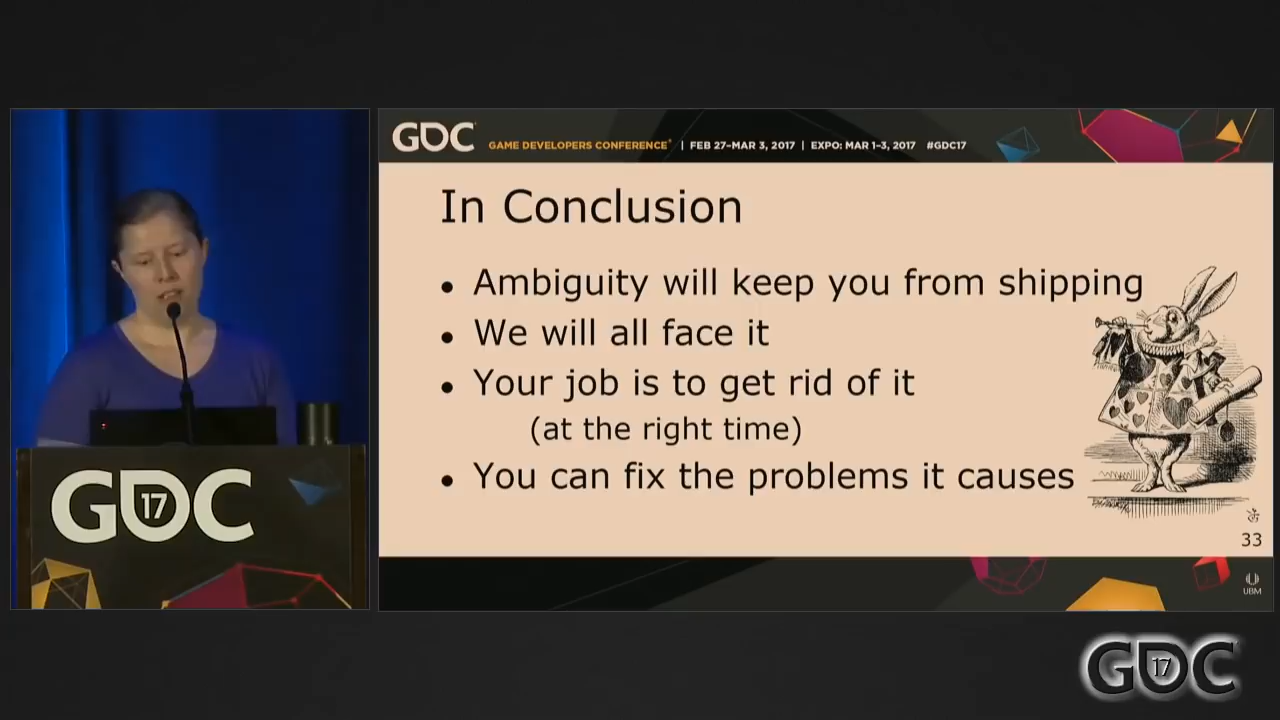 GDC
GAME DEVELOPERS CONFERENCE | FEB 27–MAR 3, 2017 | EXPO: MAR 1–3, 2017 #GDC17
In Conclusion
• Ambiguity will keep you from shipping
• We will all face it
• Your job is to get rid of it
(at the right time)
• You can fix the problems it causes
33
UBM
GDC
17
GDC
17